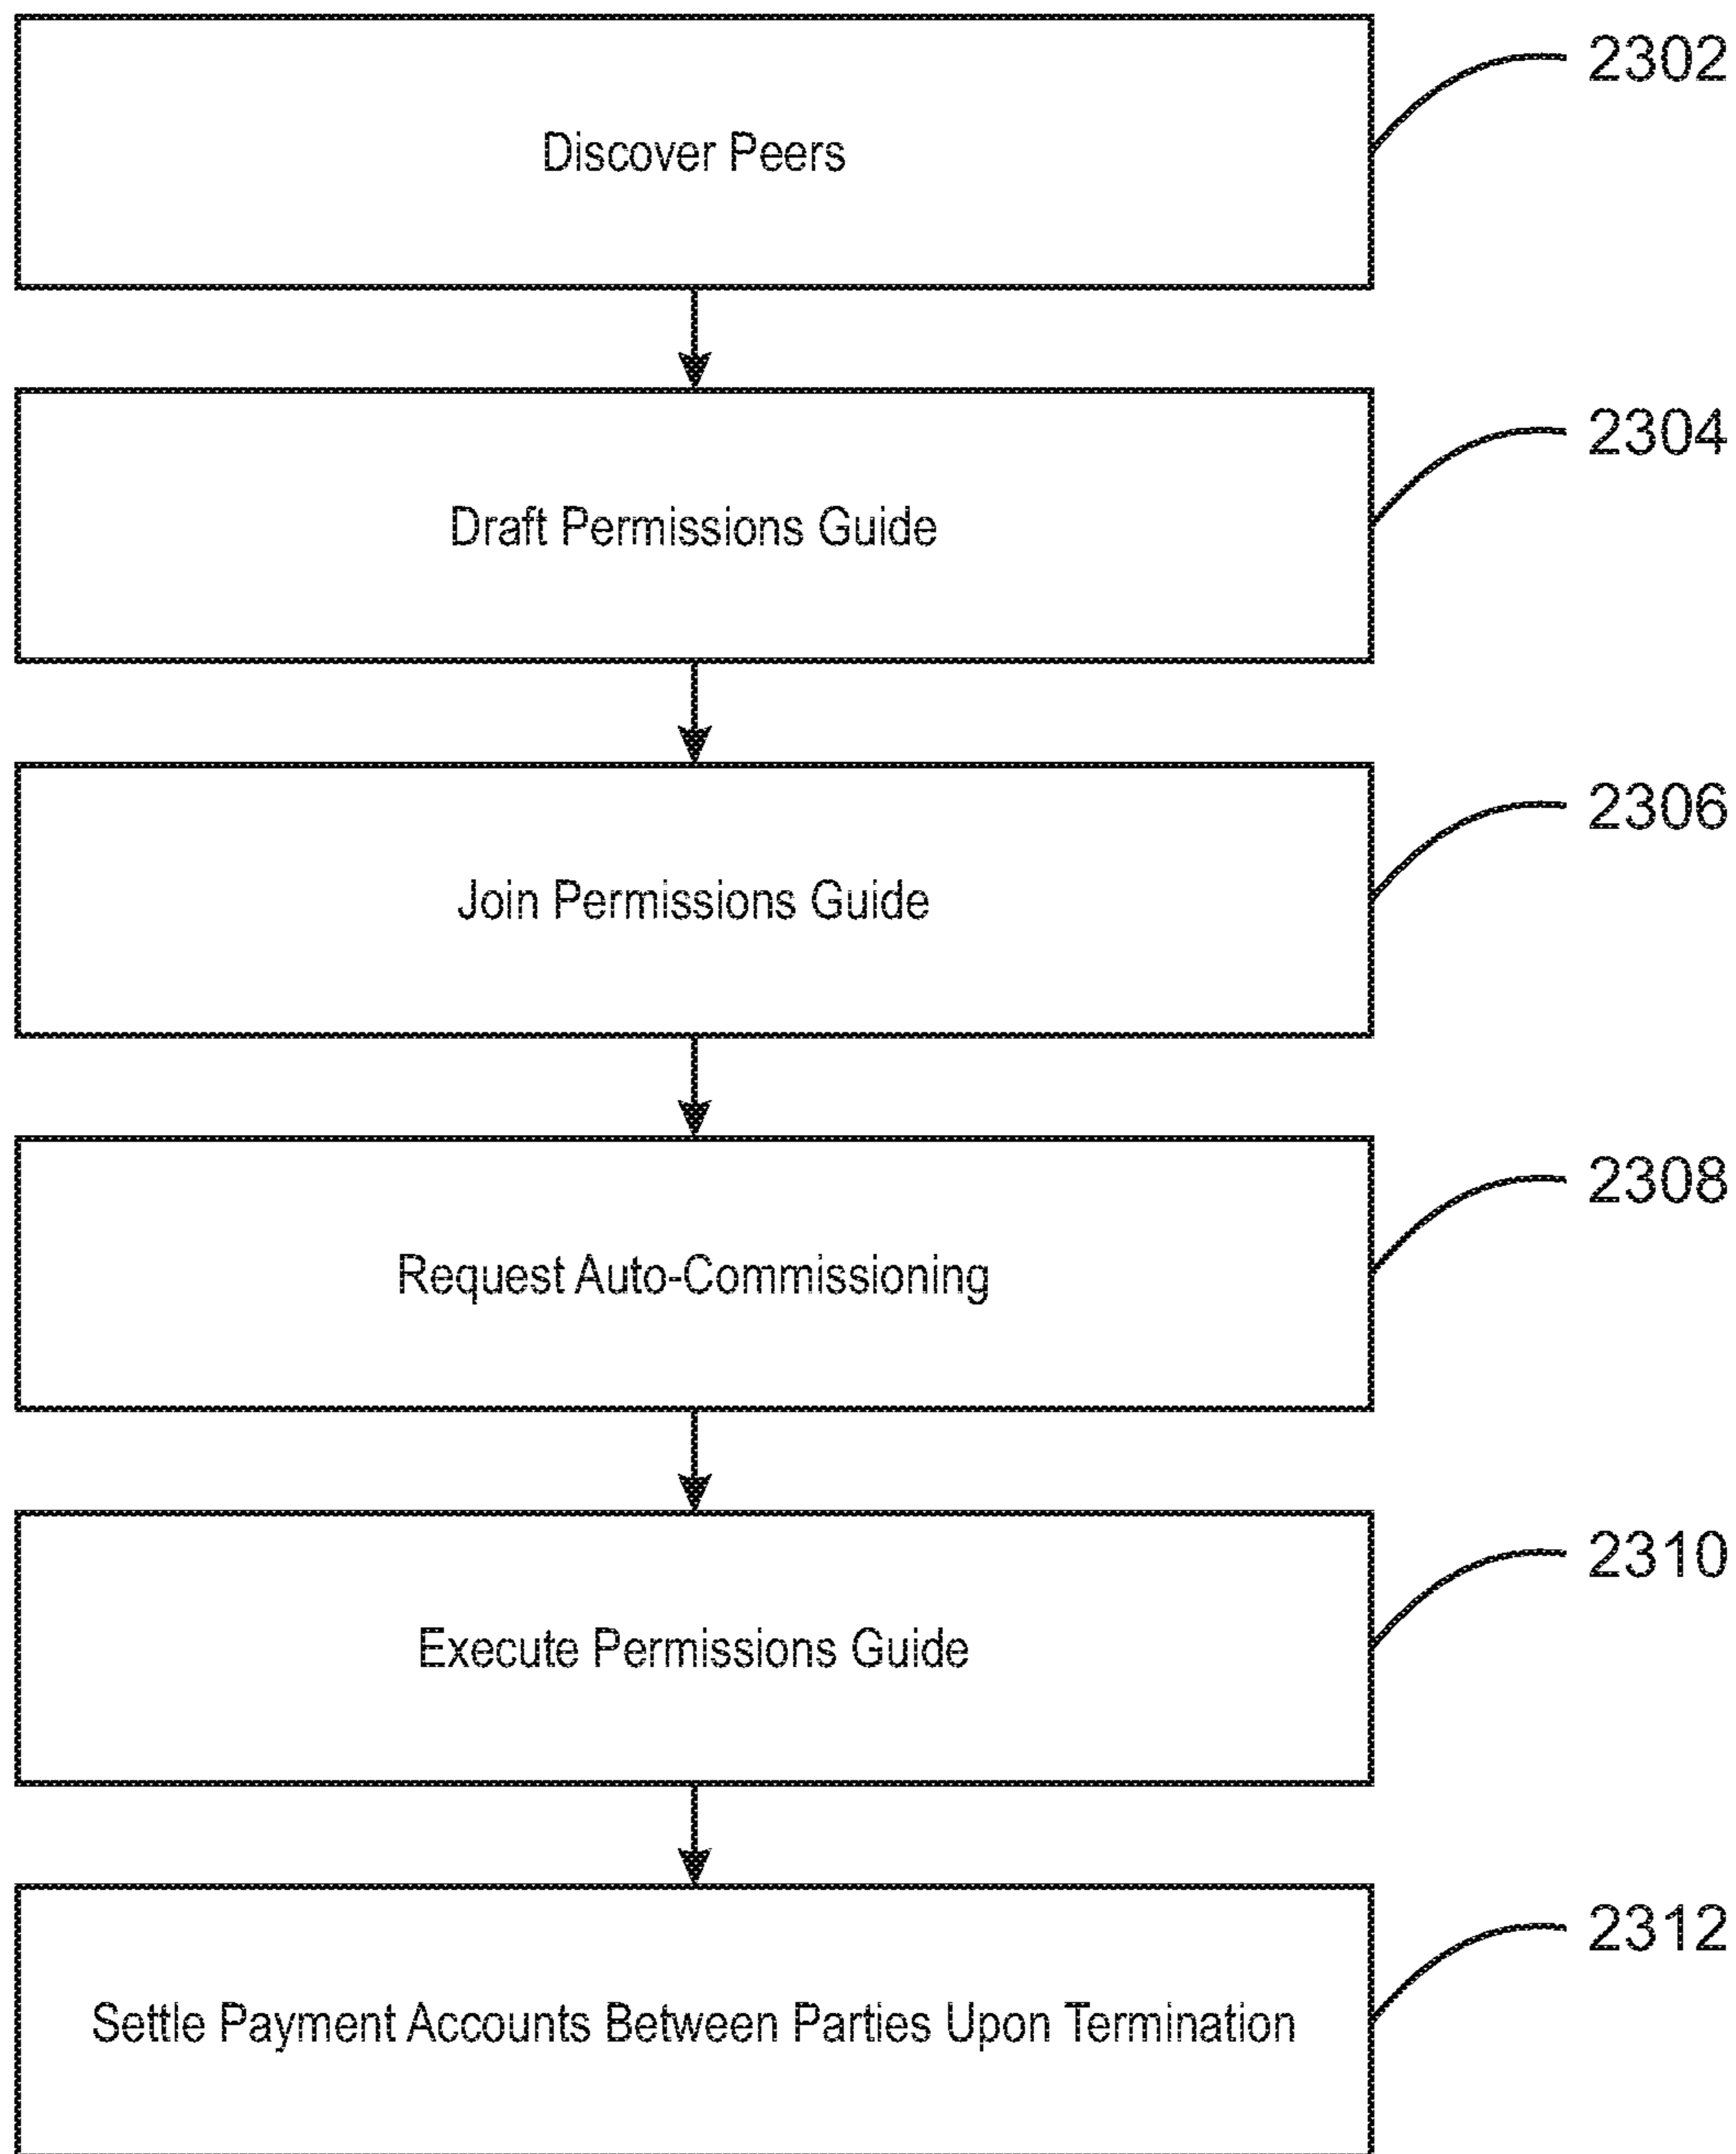 2302
Discover Peers
2304
Draft Permissions Guide
2306
Join Permissions Guide
2308
Request Auto-Commissioning
2310
Execute Permissions Guide
2312
Settle Payment Accounts Between Parties Upon Termination